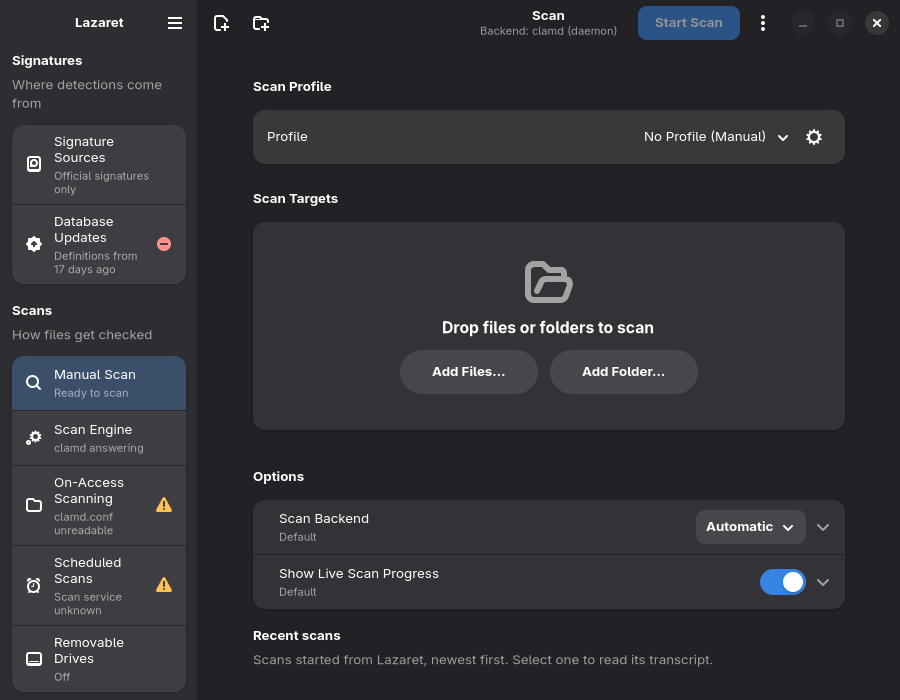 Lazaret
Signatures
Where detections come
from
Signature
Sources
Official signatures
only
Database
Updates
Definitions from
17 days ago
Scans
How files get checked
Manual Scan
Ready to scan
Scan Engine
clamd answering
On-Access
Scanning
clamd.conf
unreadable
Scheduled
Scans
Scan service
unknown
Removable
Drives
Off
Scan
Backend: clamd (daemon)
Start Scan
Scan Profile
Profile
No Profile (Manual)
Scan Targets
Drop files or folders to scan
Add Files...
Add Folder...
Options
Scan Backend
Default
Automatic
Show Live Scan Progress
Default
Recent scans
Scans started from Lazaret, newest first. Select one to read its transcript.